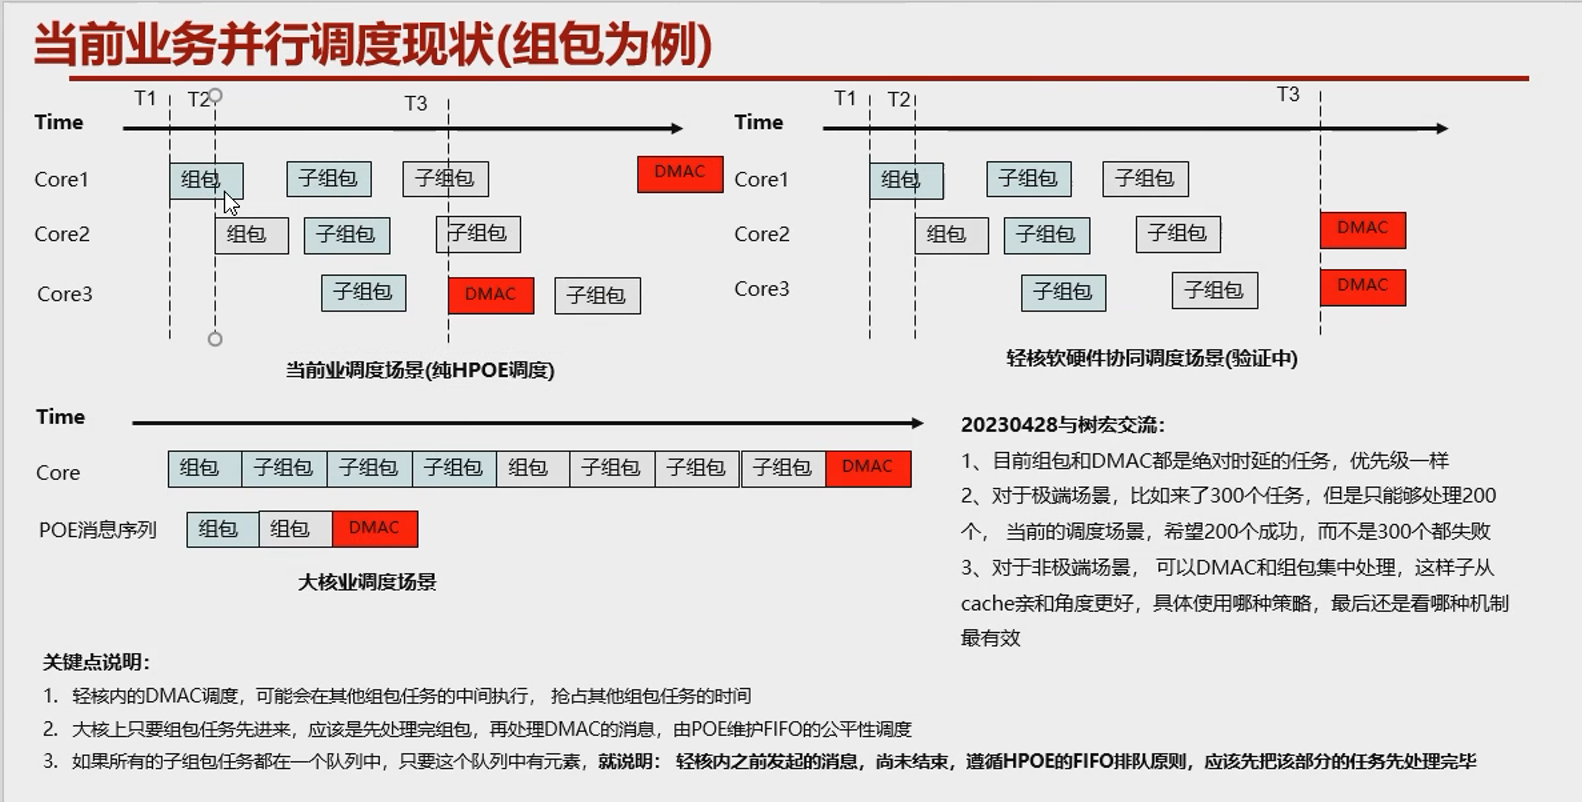 当前业务并行调度现状(组包为例)
T1 T2 T3
Time
Core1 组包 子组包 子组包 DMAC
Core2 组包 子组包 子组包
Core3 子组包 DMAC 子组包
当前业调度场景(纯HPOE调度)
T1 T2 T3
Time
Core1 组包 子组包 子组包
Core2 组包 子组包 子组包 DMAC
Core3 子组包 子组包 DMAC
轻核软硬件协同调度场景(验证中)
Time
Core 组包 子组包 子组包 子组包 组包 子组包 子组包 子组包 DMAC
POE消息序列 组包 组包 DMAC
大核业调度场景
20230428与树宏交流：
1、目前组包和DMAC都是绝对时延的任务，优先级一样
2、对于极端场景，比如来了300个任务，但是只能够处理200
个， 当前的调度场景，希望200个成功，而不是300个都失败
3、对于非极端场景， 可以DMAC和组包集中处理，这样子从
cache亲和角度更好，具体使用哪种策略，最后还是看哪种机制
最有效
关键点说明：
1. 轻核内的DMAC调度，可能会在其他组包任务的中间执行， 抢占其他组包任务的时间
2. 大核上只要组包任务先进来，应该是先处理完组包，再处理DMAC的消息，由POE维护FIFO的公平性调度
3. 如果所有的子组包任务都在一个队列中，只要这个队列中有元素，就说明： 轻核内之前发起的消息，尚未结束，遵循HPOE的FIFO排队原则，应该先把该部分的任务先处理完毕